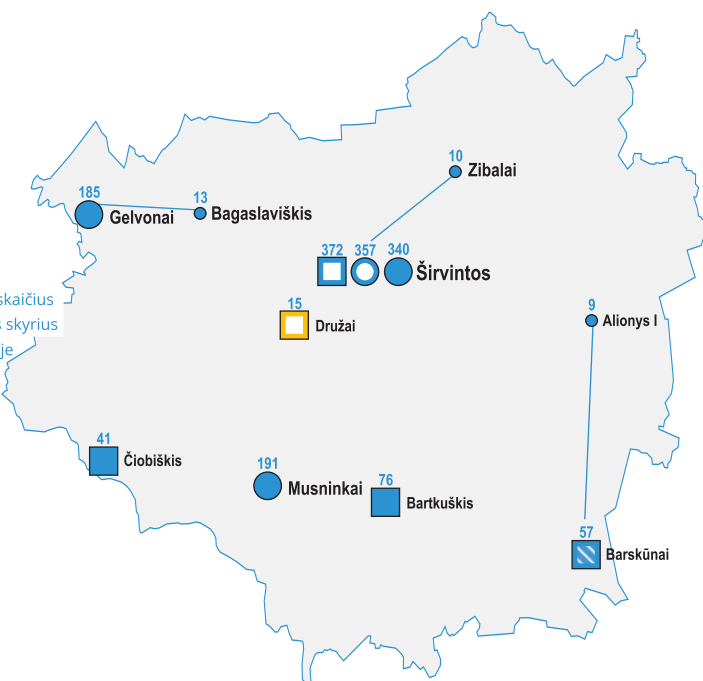 10
Zibalai
185
13
Gelvonai
Bagaslaviškis
372 357 340
Širvintos
skaičius
s skyrius
je
15
Družai
9
Alionys I
41
Čiobiškis
191
Musninkai
76
Bartkuškis
57
Barskūnai